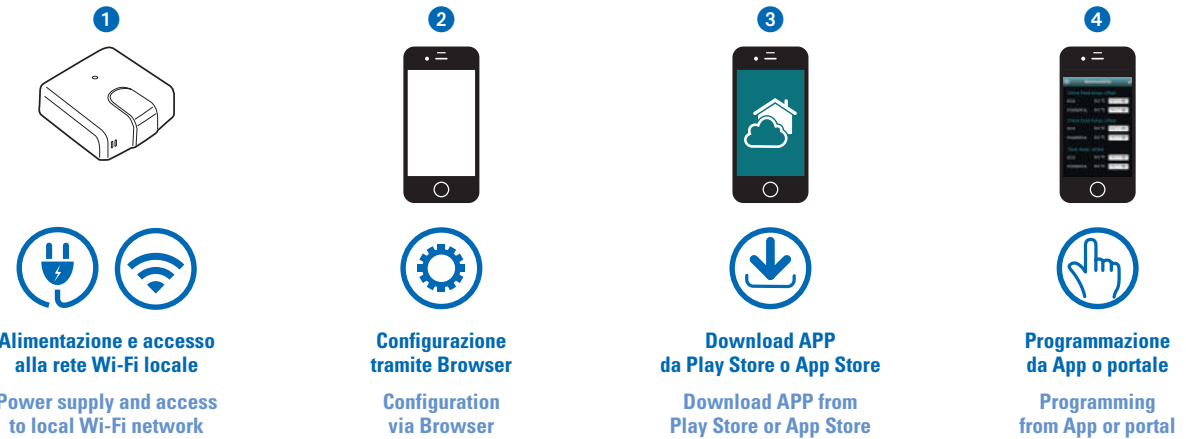 1
2
3
4
Alimentazione e accesso
alla rete Wi-Fi locale
Power supply and access
to local Wi-Fi network
Configurazione
tramite Browser
Configuration
via Browser
Download APP
da Play Store o App Store
Download APP from
Play Store or App Store
Programmazione
da App o portale
Programming
from App or portal